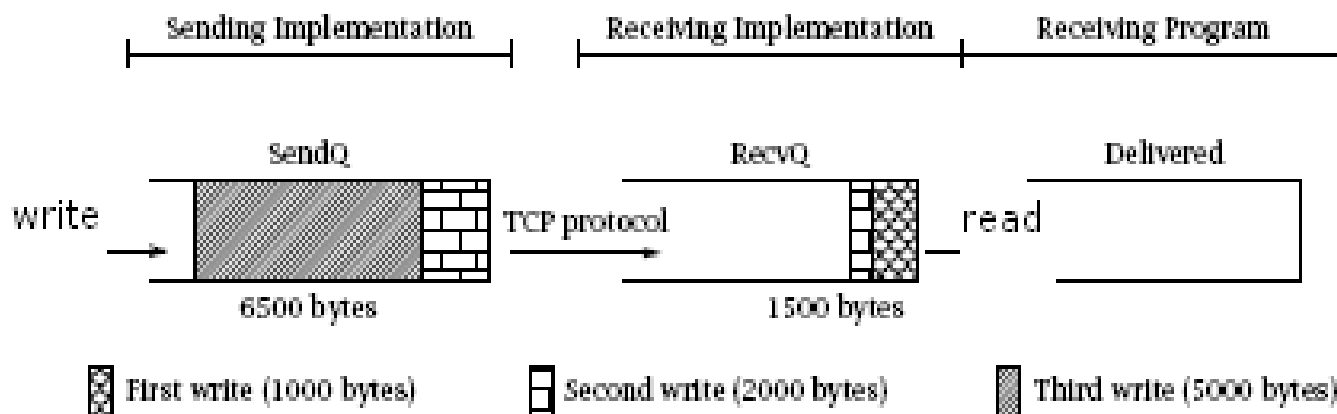 Sending Implementation
Receiving Implementation
Receiving Program
SendQ
RecvQ
Delivered
write
TCP protocol
read
6500 bytes
1500 bytes
First write (1000 bytes)
Second write (2000 bytes)
Third write (5000 bytes)